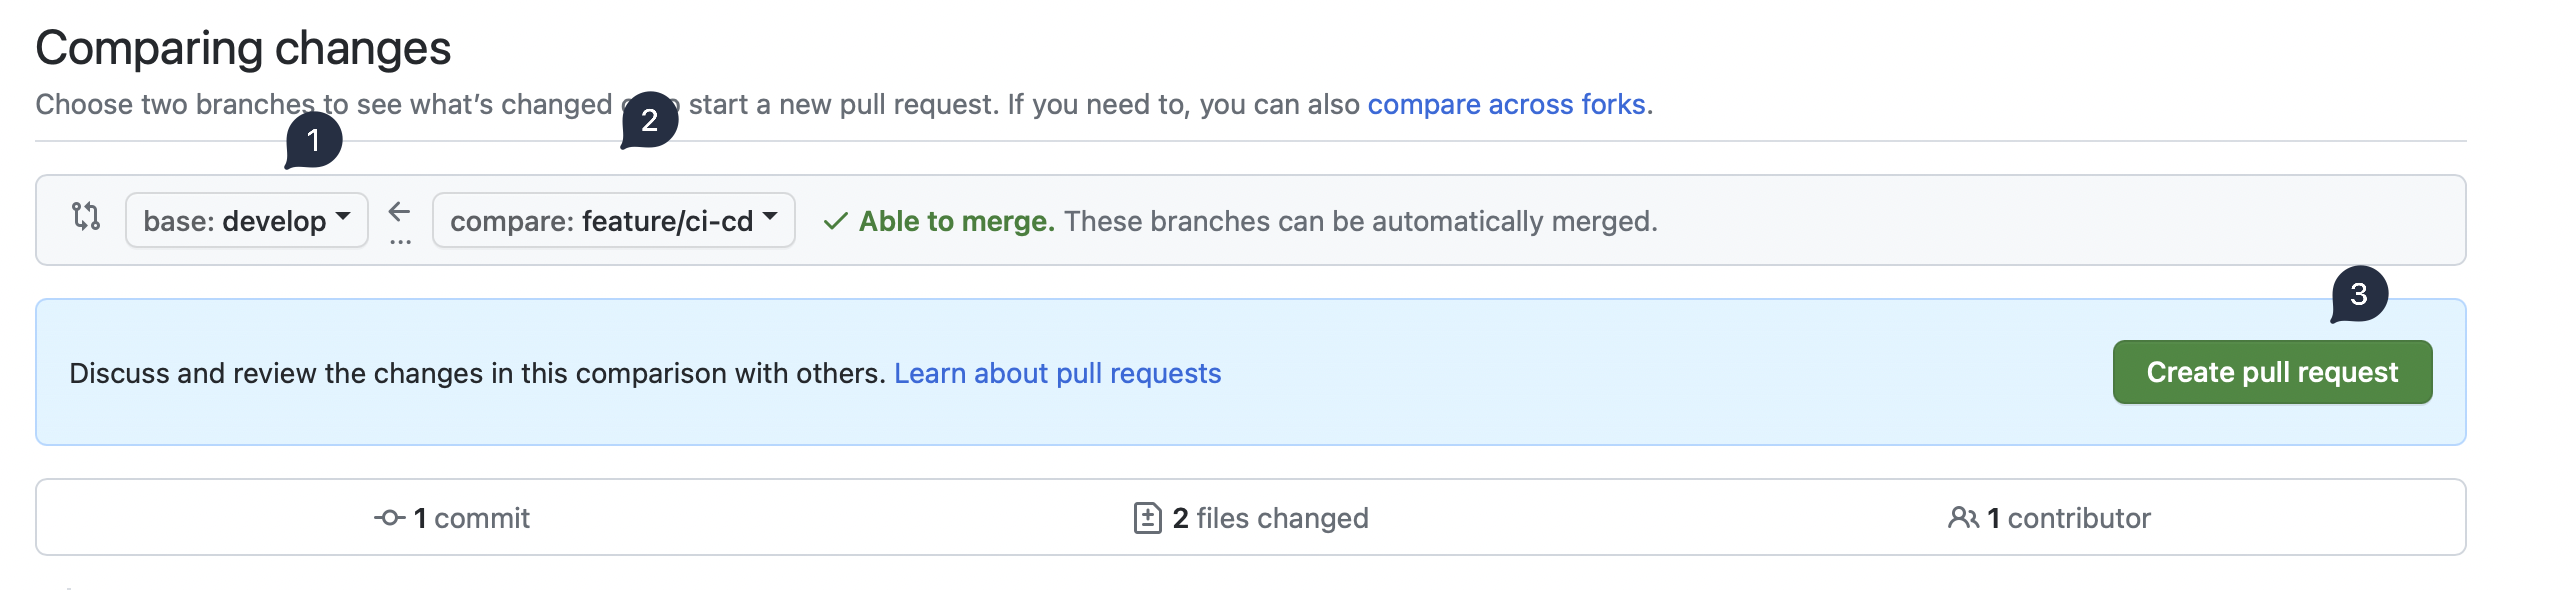 Comparing changes
Choose two branches to see what's changed start a new pull request. If you need to, you can also compare across forks.
1
2
base: develop
compare: feature/ci-cd
Able to merge. These branches can be automatically merged.
3
Discuss and review the changes in this comparison with others. Learn about pull requests
Create pull request
1 commit
2 files changed
1 contributor